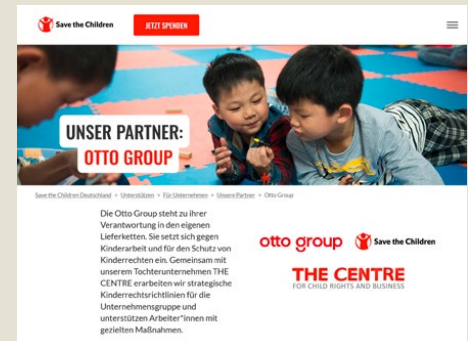 Save the Children
JETZT SPENDEN
UNSER PARTNER:
OTTO GROUP
Save the Children Deutschland > Unterstützen > Für Unternehmen > Unsere Partner > Otto Group
Die Otto Group steht zu ihrer
Verantwortung in den eigenen
Lieferketten. Sie setzt sich gegen
Kinderarbeit und für den Schutz von
Kinderrechten ein. Gemeinsam mit
unserem Tochterunternehmen THE
CENTRE erarbeiten wir strategische
Kinderrechtsrichtlinien für die
Unternehmensgruppe und
unterstützen Arbeiter*innen mit
gezielten Maßnahmen.
otto group Save the Children
THE CENTRE
FOR CHILD RIGHTS AND BUSINESS